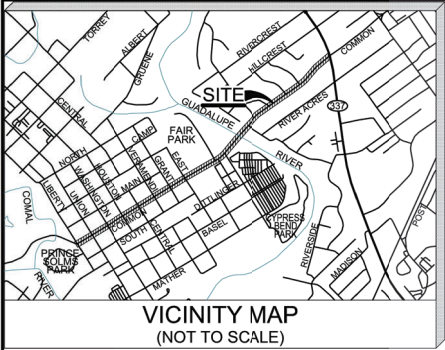 TORREY
ALBERT
GRUENE
RIVERCREST
HILLCREST
COMMON
SITE
GUADALUPE
RIVER ACRES
337
CENTRAL
CAMP
FAIR
PARK
NORTH
HOUSTON
VERAMENDI
GRANT
EAST
RIVER
LIBERTY
WASHINGTON
UNION
MAIN
COMMON
DITTLINGER
COMAL
SOUTH
CENTRAL
BASEL
CYPRESS
BEND
PARK
RIVERSIDE
POST
PRINCE
SOLMS
PARK
RIVER
MATHER
MADISON
VICINITY MAP
(NOT TO SCALE)